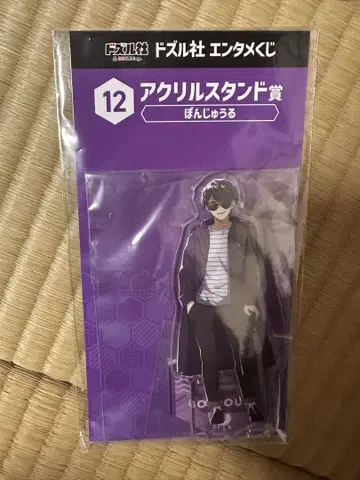 ドズル社
ドズル社 エンタメくじ
12
アクリルスタンド賞
ぼんじゅうる